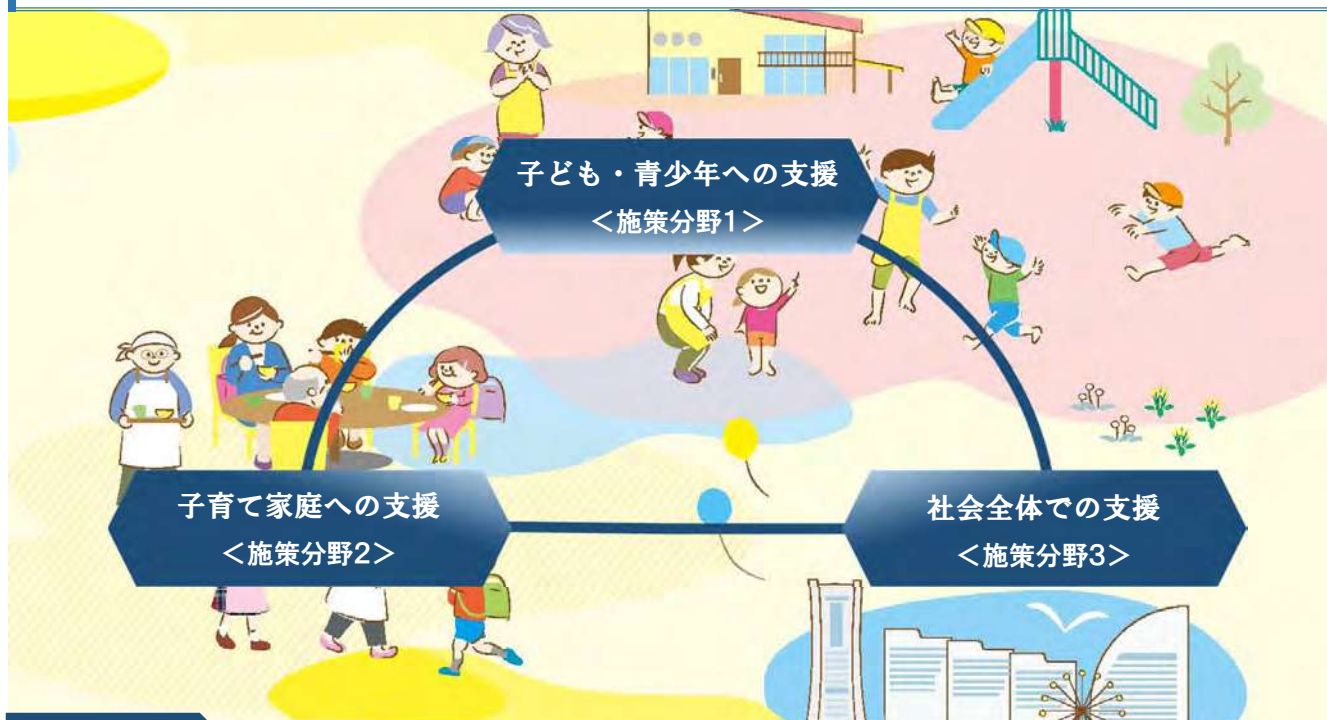 子ども・青少年への支援
＜施策分野1＞
子育て家庭への支援
＜施策分野2＞
社会全体での支援
＜施策分野3＞